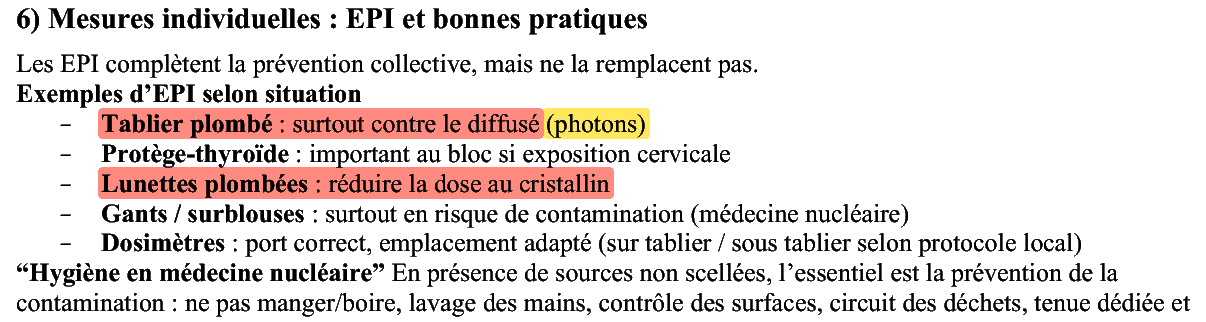 6) Mesures individuelles : EPI et bonnes pratiques
Les EPI complètent la prévention collective, mais ne la remplacent pas.
Exemples d’EPI selon situation
- Tablier plombé : surtout contre le diffusé (photons)
- Protège-thyroïde : important au bloc si exposition cervicale
- Lunettes plombées : réduire la dose au cristallin
- Gants / surblouses : surtout en risque de contamination (médecine nucléaire)
- Dosimètres : port correct, emplacement adapté (sur tablier / sous tablier selon protocole local)
“Hygiène en médecine nucléaire” En présence de sources non scellées, l’essentiel est la prévention de la
contamination : ne pas manger/boire, lavage des mains, contrôle des surfaces, circuit des déchets, tenue dédiée et